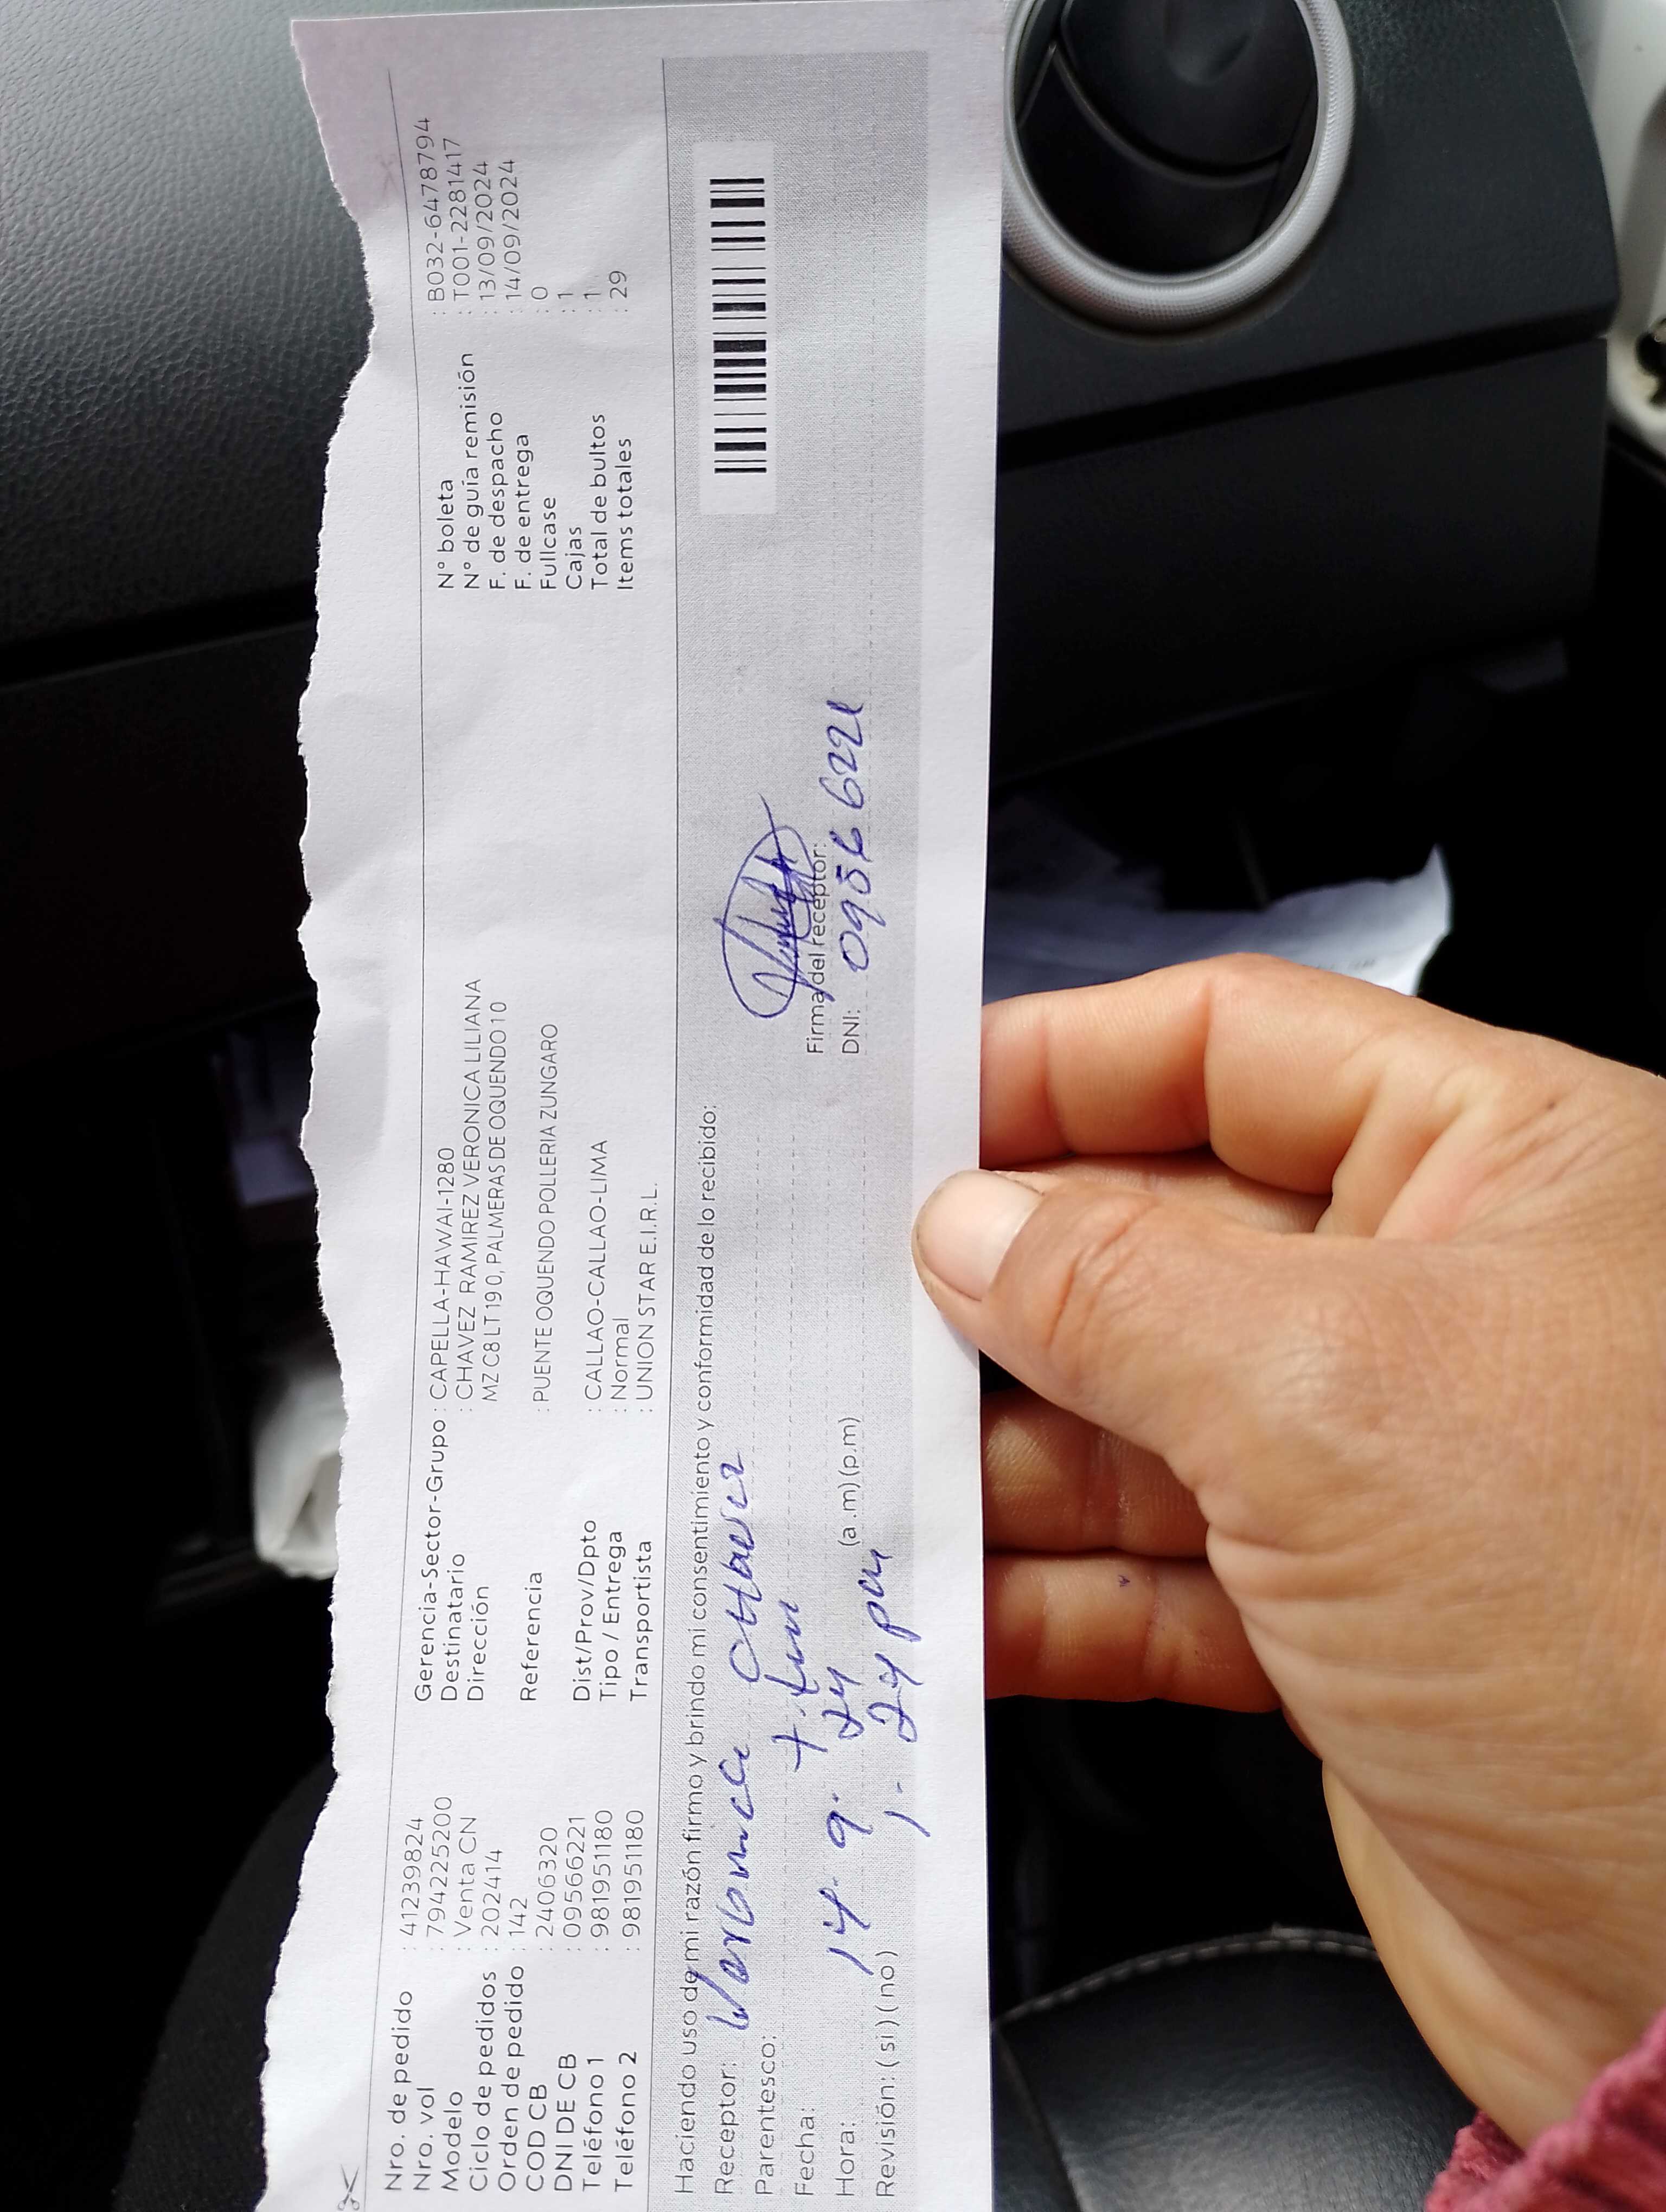 Nro. de pedido : 41239824
Nro. vol : 7942225200
Modelo : Venta CN
Ciclo de pedidos : 202414
Orden de pedido : 142
COD CB : 2406320
DNI DE CB : 09566221
Teléfono 1 : 981951180
Teléfono 2 : 981951180
Gerencia-Sector-Grupo : CAPELLA-HAWAI-1280
Destinatario : CHAVEZ RAMIREZ VERONICA LILIANA
Dirección MZ C8 LT 19 0, PALMERAS DE OQUENDO 10
Referencia : PUENTE OQUENDO POLLERIA ZUNGARO
Dist/Prov/Dpto : CALLAO-CALLAO-LIMA
Tipo / Entrega : Normal
Transportista : UNION STAR E.I.R.L.
N° boleta : B032-6478794
N° de guía remisión : T001-2281417
F. de despacho : 13/09/2024
F. de entrega : 14/09/2024
Fullcase : 0
Cajas : 1
Total de bultos : 1
Items totales : 29
Haciendo uso de mi razón firmo y brindo mi consentimiento y conformidad de lo recibido:
Receptor: Veronica Chavez
Parentesco:
Fecha: 14. 9. 24
Hora: 1. 24 pm (a .m) (p.m)
Revisión: ( si ) ( no )
Firma del receptor:
DNI: 09566221